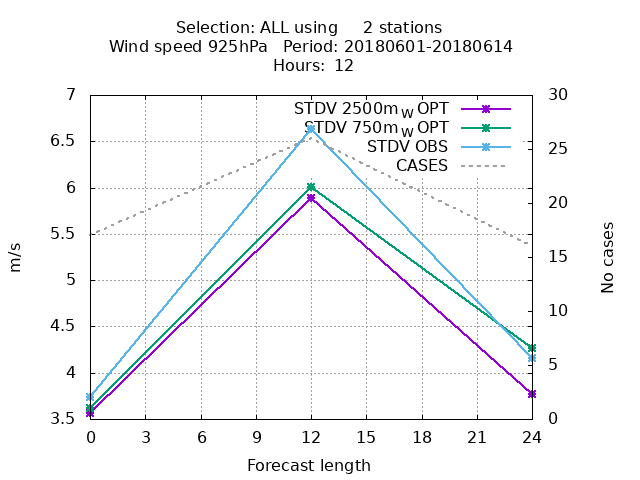 Selection: ALL using     2 stations
Wind speed 925hPa   Period: 20180601-20180614
Hours: 12
STDV 2500m_W OPT
STDV 750m_W OPT
STDV OBS
CASES
7
6.5
6
5.5
5
4.5
4
3.5
30
25
20
15
10
5
0
m/s
No cases
0 3 6 9 12 15 18 21 24
Forecast length